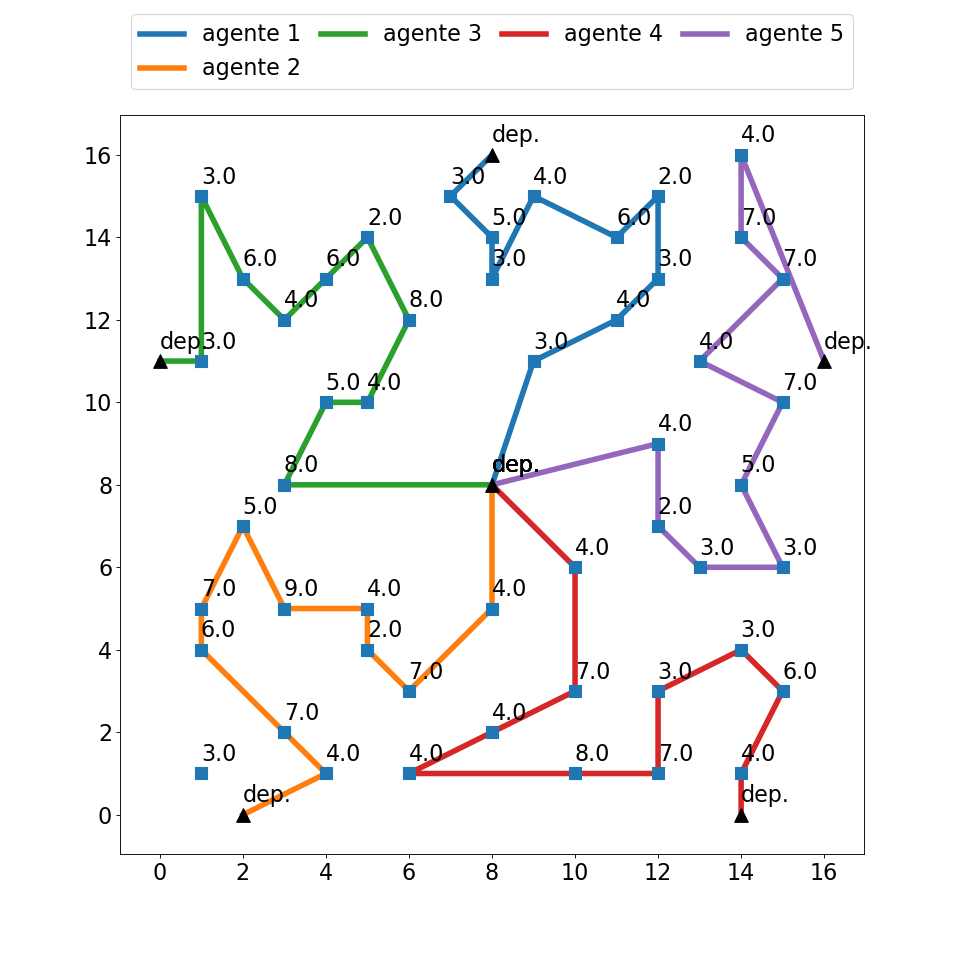 agente 1 agente 3 agente 4 agente 5
agente 2
dep.
4.0
16
3.0 3.0 4.0 2.0
5.0 2.0 6.0 7.0
14
6.0 6.0 3.0 3.0 7.0
4.0 8.0 4.0
12
dep. 3.0 3.0 4.0 dep.
5.0 4.0 7.0
10
4.0
8.0 dep. 5.0
8
5.0 2.0
4.0 3.0 3.0
6
7.0 9.0 4.0 4.0
6.0 2.0 3.0
4
7.0 7.0 3.0 6.0
7.0 4.0
2
3.0 4.0 4.0 8.0 7.0 4.0
dep. dep.
0
0 2 4 6 8 10 12 14 16